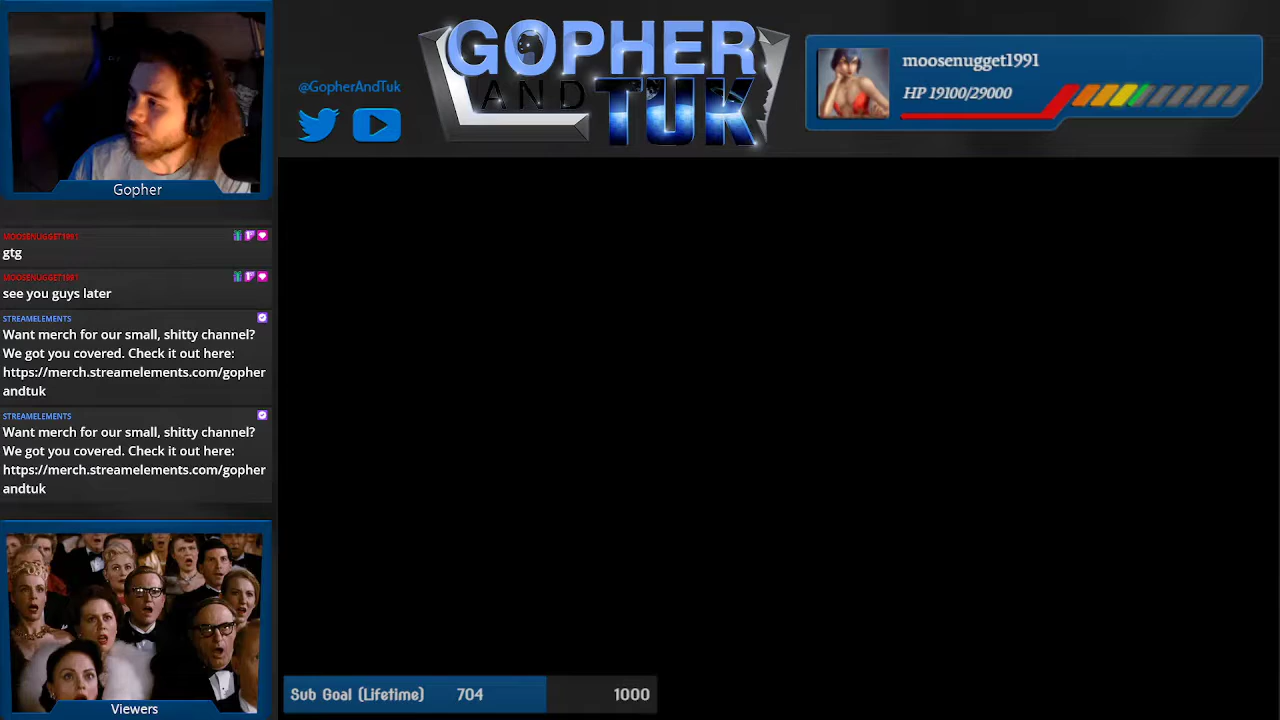 GOPHER
AND TUK
@GopherAndTuk
moosenugget1991
HP 19100/29000
Gopher
MOOSENUGGET1991
gtg
MOOSENUGGET1991
see you guys later
STREAMELEMENTS
Want merch for our small, shitty channel?
We got you covered. Check it out here:
https://merch.streamelements.com/gopher
andtuk
STREAMELEMENTS
Want merch for our small, shitty channel?
We got you covered. Check it out here:
https://merch.streamelements.com/gopher
andtuk
Viewers
Sub Goal (Lifetime) 704 1000